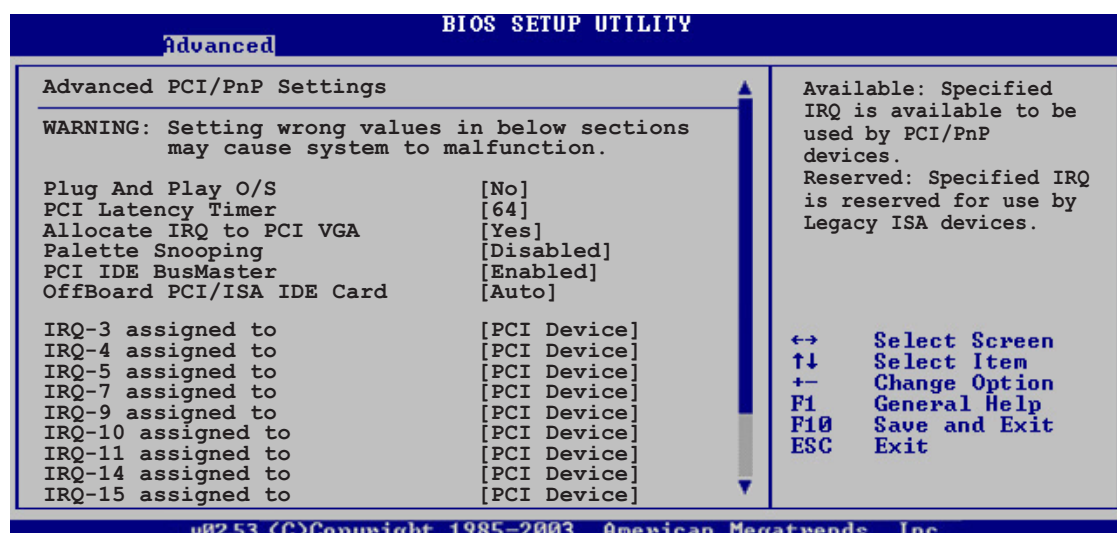 BIOS SETUP UTILITY
Advanced
Advanced PCI/PnP Settings
WARNING: Setting wrong values in below sections
may cause system to malfunction.
Plug And Play O/S [No]
PCI Latency Timer [64]
Allocate IRQ to PCI VGA [Yes]
Palette Snooping [Disabled]
PCI IDE BusMaster [Enabled]
OffBoard PCI/ISA IDE Card [Auto]
IRQ-3 assigned to [PCI Device]
IRQ-4 assigned to [PCI Device]
IRQ-5 assigned to [PCI Device]
IRQ-7 assigned to [PCI Device]
IRQ-9 assigned to [PCI Device]
IRQ-10 assigned to [PCI Device]
IRQ-11 assigned to [PCI Device]
IRQ-14 assigned to [PCI Device]
IRQ-15 assigned to [PCI Device]
Available: Specified
IRQ is available to be
used by PCI/PnP
devices.
Reserved: Specified IRQ
is reserved for use by
Legacy ISA devices.
←→ Select Screen
↑↓ Select Item
+- Change Option
F1 General Help
F10 Save and Exit
ESC Exit
v02.53 (C)Copyright 1985-2003, American Megatrends, Inc.